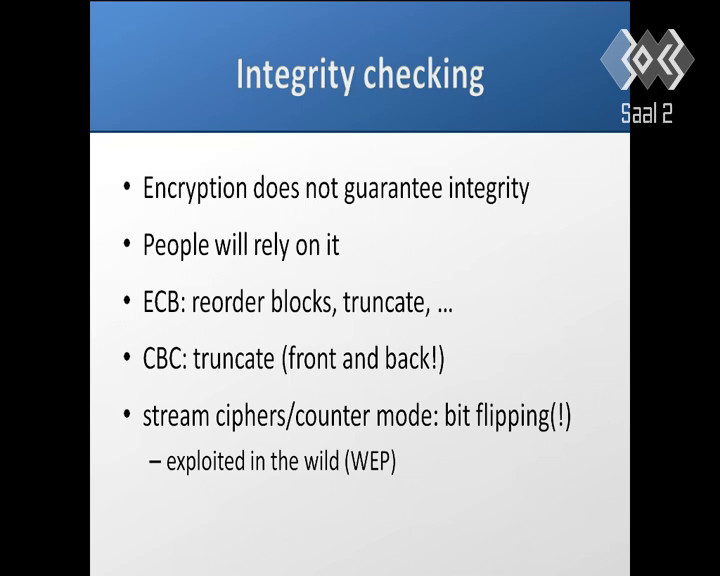 Integrity checking
Saal 2
• Encryption does not guarantee integrity
• People will rely on it
• ECB: reorder blocks, truncate, ...
• CBC: truncate (front and back!)
• stream ciphers/counter mode: bit flipping(!)
– exploited in the wild (WEP)